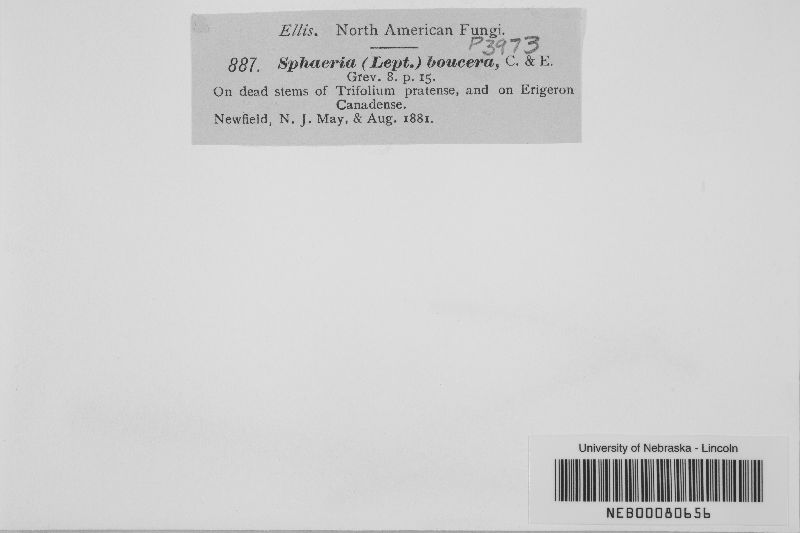 Ellis. North American Fungi.
P3973
887. Sphaeria (Lept.) boucera, C. & E.
Grev. 8. p. 15.
On dead stems of Trifolium pratense, and on Erigeron
Canadense.
Newfield, N. J. May, & Aug. 1881.
University of Nebraska - Lincoln
NEB00080656